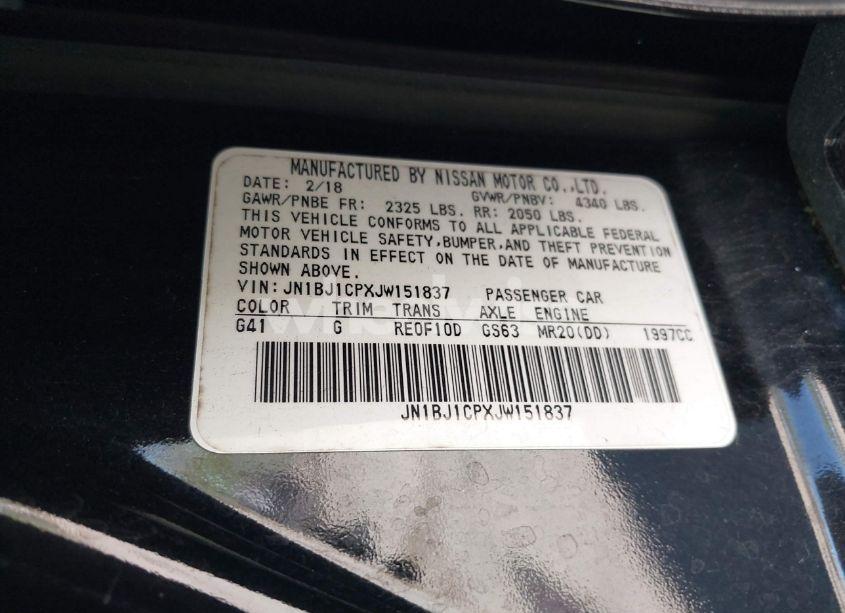 MANUFACTURED BY NISSAN MOTOR CO.,LTD.
DATE: 2/18 GVWR/PNBV: 4340 LBS.
GAWR/PNBE FR: 2325 LBS. RR: 2050 LBS.
THIS VEHICLE CONFORMS TO ALL APPLICABLE FEDERAL
MOTOR VEHICLE SAFETY,BUMPER,AND THEFT PREVENTION
STANDARDS IN EFFECT ON THE DATE OF MANUFACTURE
SHOWN ABOVE.
VIN: JN1BJ1CPXJW151837 PASSENGER CAR
COLOR TRIM TRANS AXLE ENGINE
G41 G RE0F10D GS63 MR20(DD) 1997CC
JN1BJ1CPXJW151837